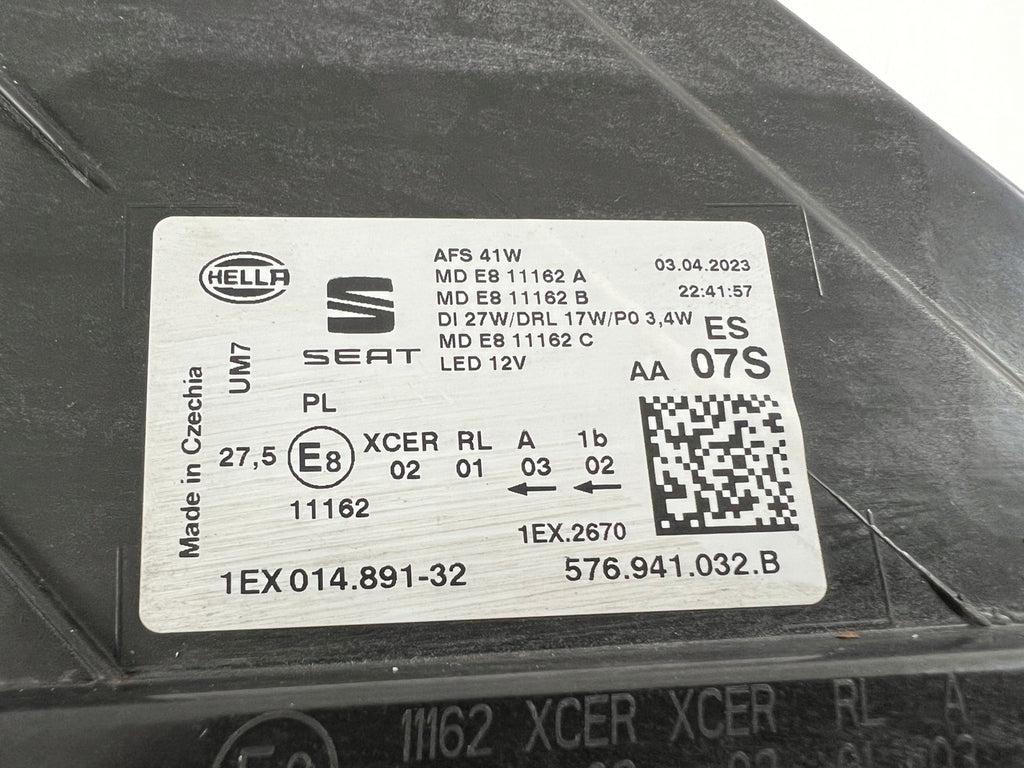 HELLA
SEAT
AFS 41W
MD E8 11162 A
MD E8 11162 B
DI 27W/DRL 17W/PO 3,4W
MD E8 11162 C
LED 12V
03.04.2023
22:41:57
ES
AA 07S
Made in Czechia
UM7
PL
27,5 E8 XCER RL A 1b
02 01 03 02
11162
1EX.2670
1EX 014.891-32
576.941.032.B
11162 XCER XCER RL A